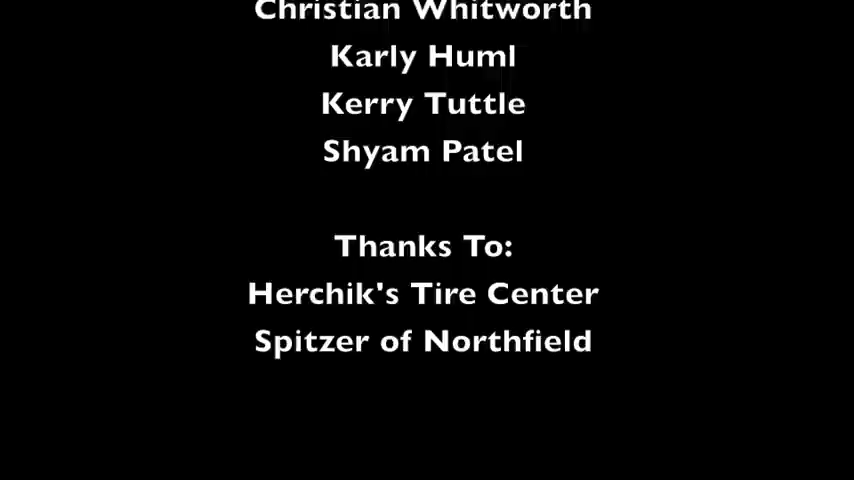 Christian Whitworth
Karly Huml
Kerry Tuttle
Shyam Patel
Thanks To:
Herchik's Tire Center
Spitzer of Northfield